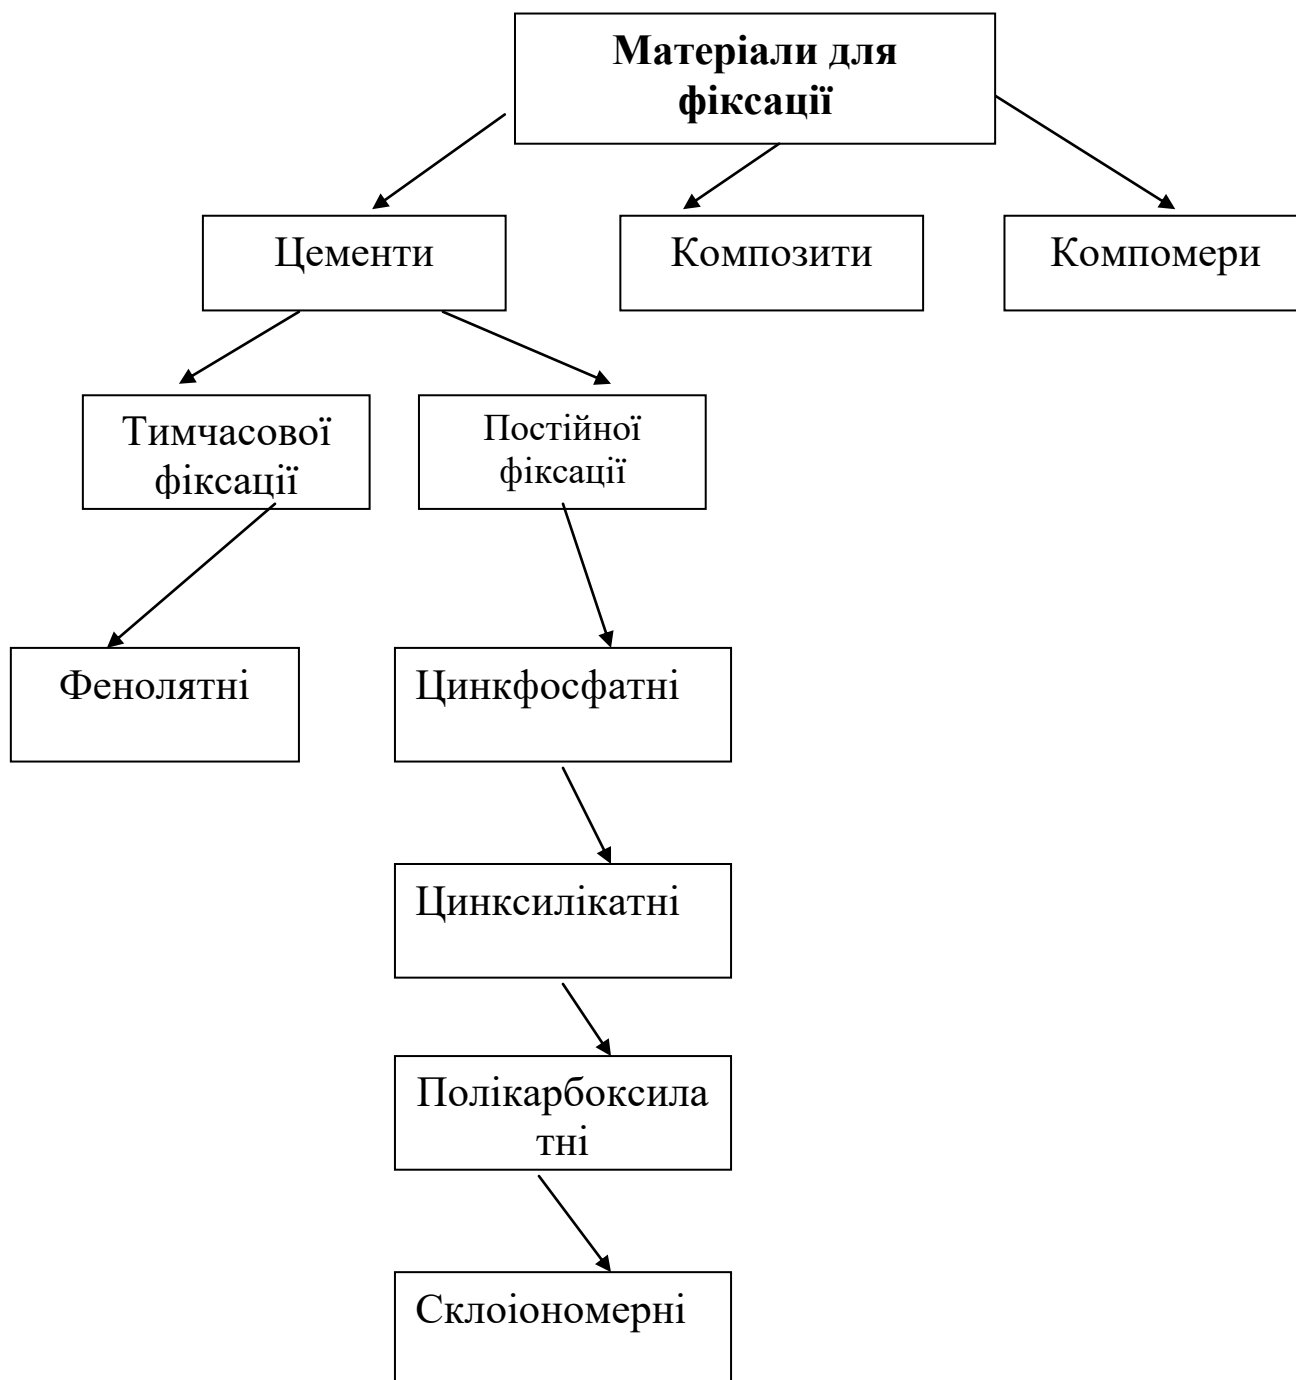 Матеріали для
фіксації
Цементи
Композити
Компомери
Тимчасової
фіксації
Постійної
фіксації
Фенолятні
Цинкфосфатні
Цинксилікатні
Полікарбоксила
тні
Склоіономерні